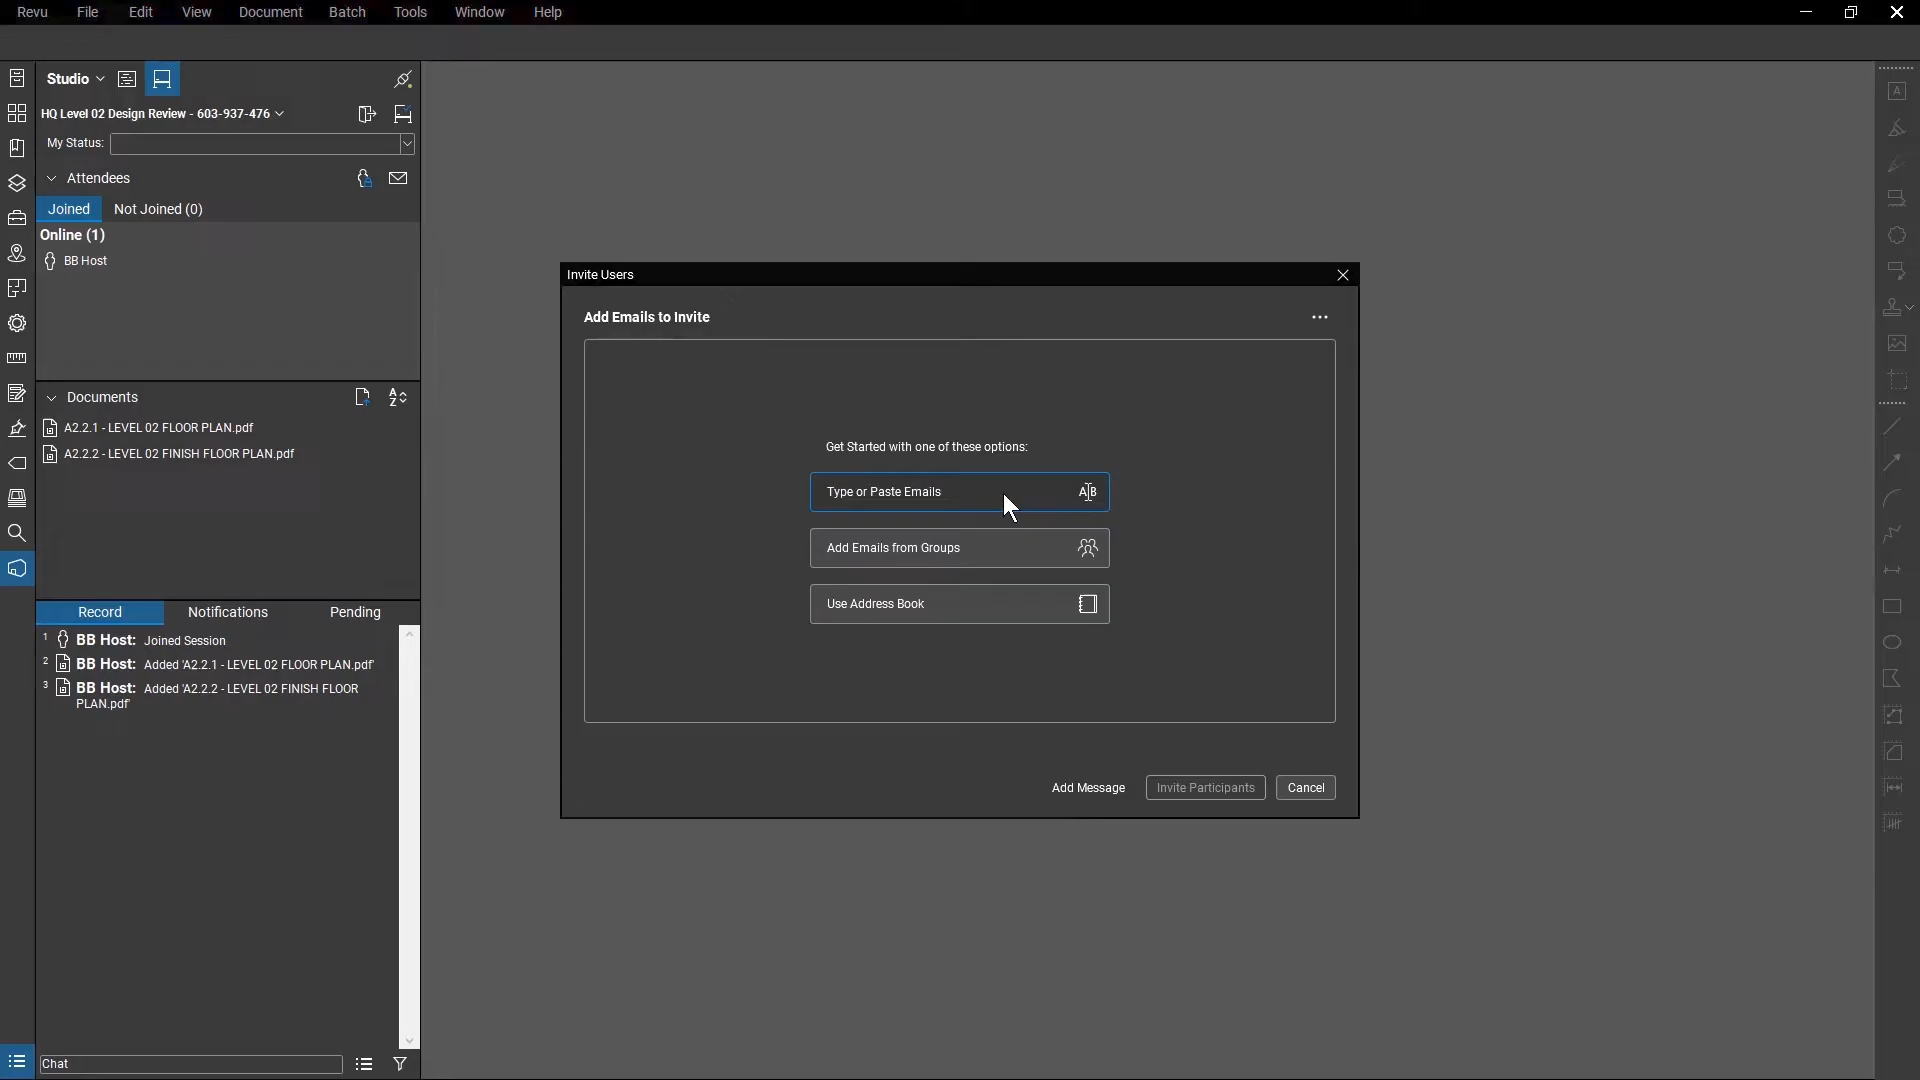 Revu File Edit View Document Batch Tools Window Help
Studio
HQ Level 02 Design Review - 603-937-476
My Status:
Attendees
Joined Not Joined (0)
Online (1)
BB Host
Documents
A2.2.1 - LEVEL 02 FLOOR PLAN.pdf
A2.2.2 - LEVEL 02 FINISH FLOOR PLAN.pdf
Record Notifications Pending
1 BB Host: Joined Session
2 BB Host: Added 'A2.2.1 - LEVEL 02 FLOOR PLAN.pdf'
3 BB Host: Added 'A2.2.2 - LEVEL 02 FINISH FLOOR
PLAN.pdf'
Chat
Invite Users
Add Emails to Invite
Get Started with one of these options:
Type or Paste Emails
Add Emails from Groups
Use Address Book
Add Message Invite Participants Cancel